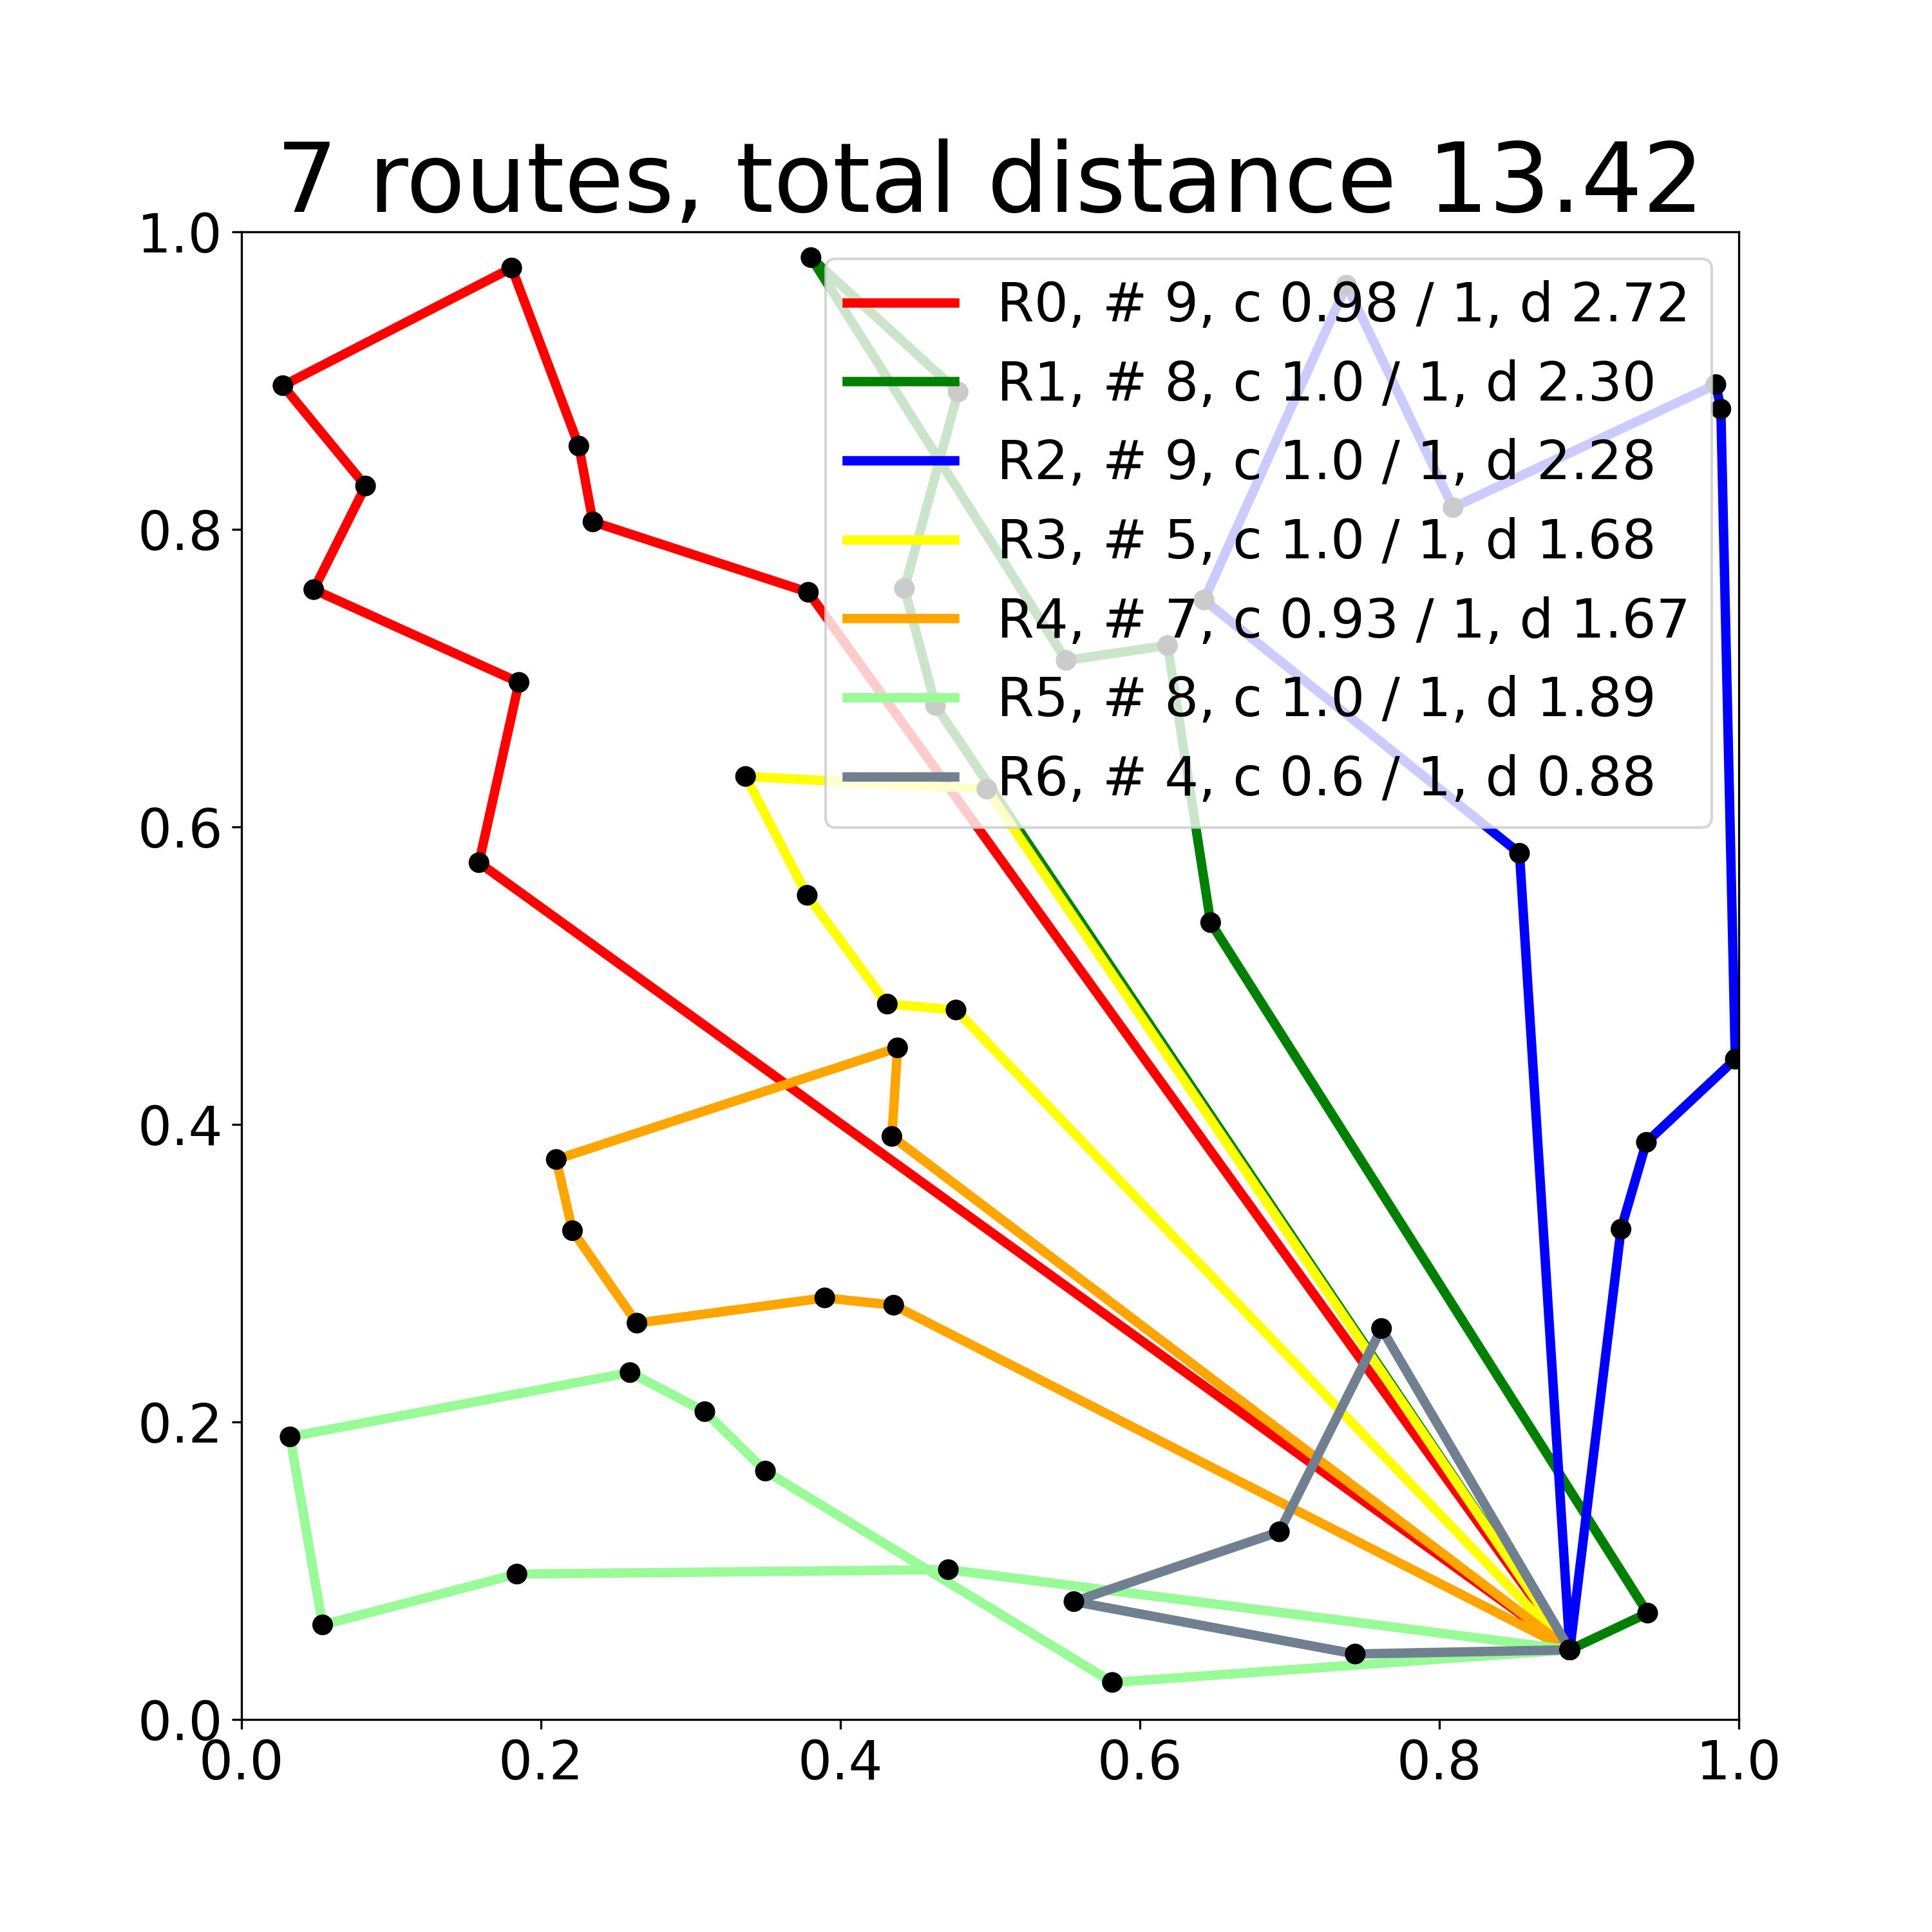 7 routes, total distance 13.42
1.0
0.8
0.6
0.4
0.2
0.0
R0, # 9, c 0.98 / 1, d 2.72
R1, # 8, c 1.0 / 1, d 2.30
R2, # 9, c 1.0 / 1, d 2.28
R3, # 5, c 1.0 / 1, d 1.68
R4, # 7, c 0.93 / 1, d 1.67
R5, # 8, c 1.0 / 1, d 1.89
R6, # 4, c 0.6 / 1, d 0.88
0.0 0.2 0.4 0.6 0.8 1.0